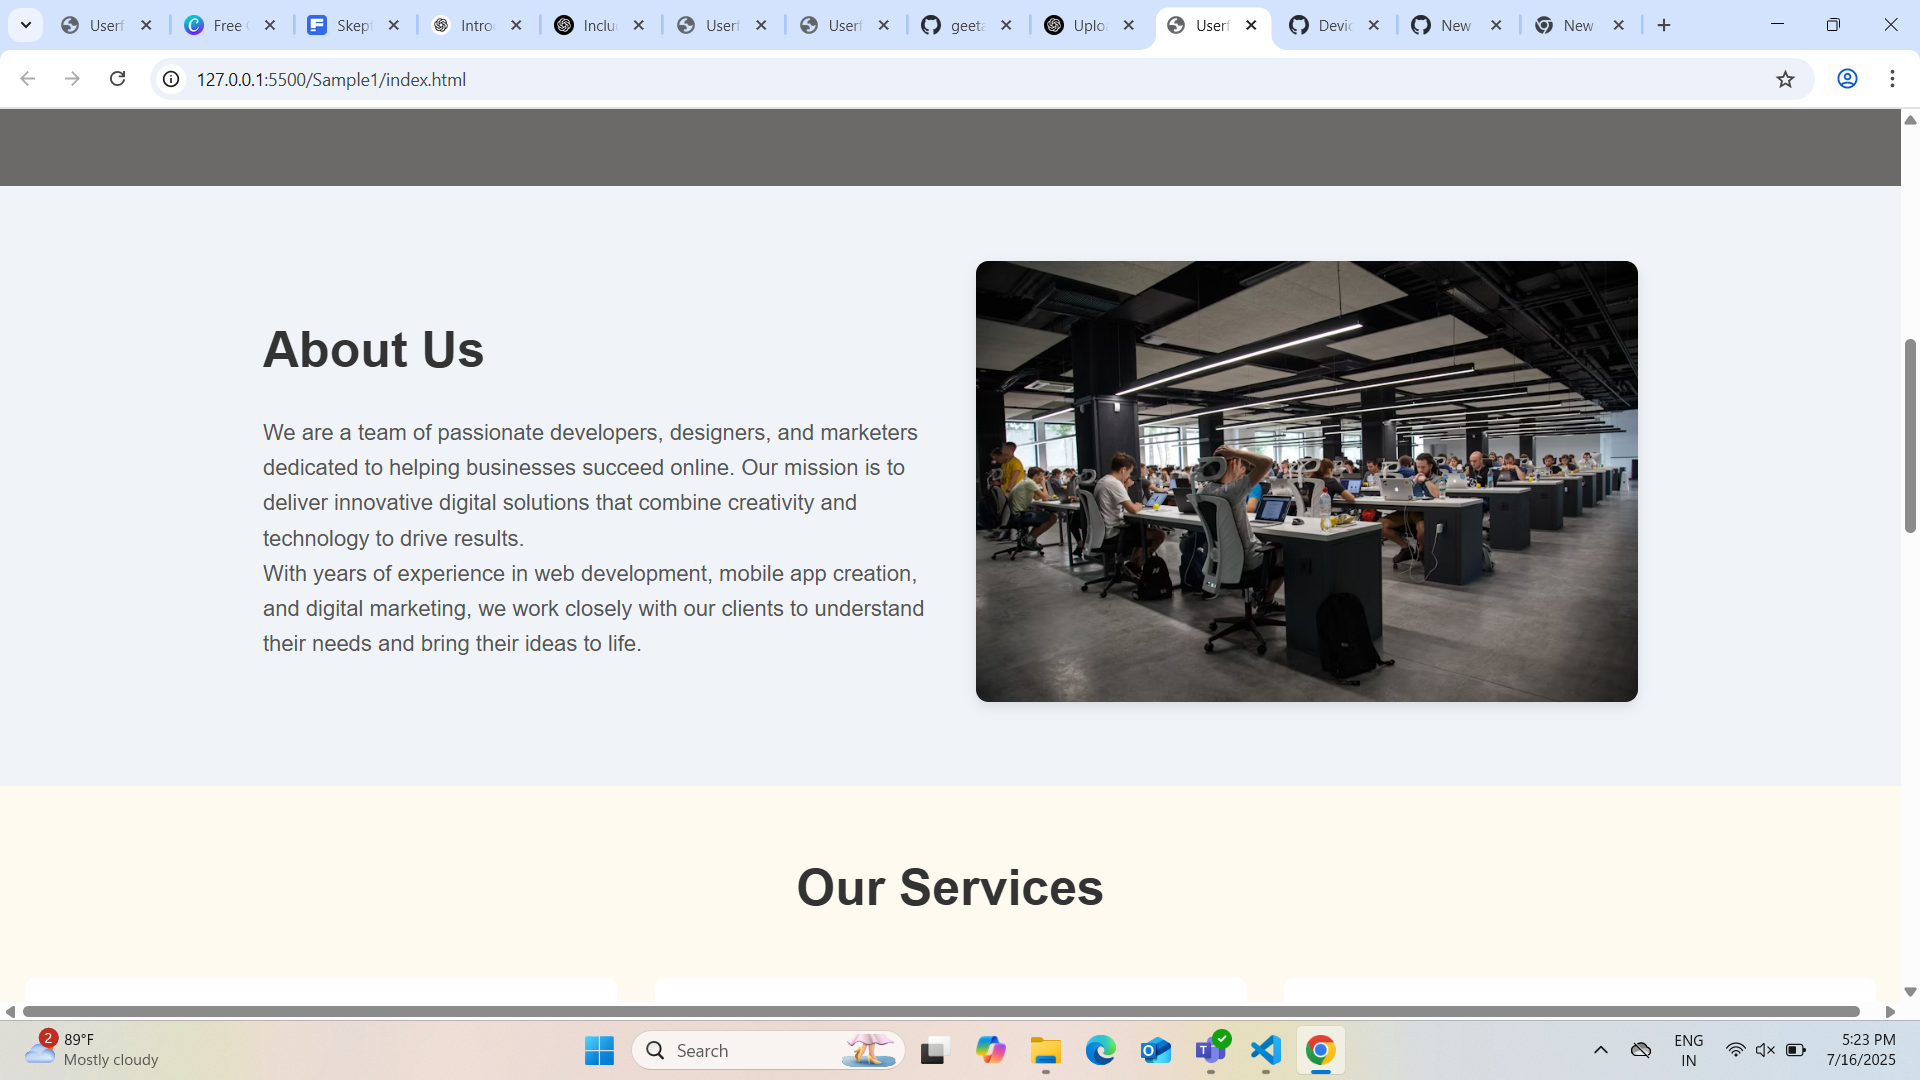 Userf
Free
Skep
Intro
Inclu
Userf
Userf
geeta
Uplo
Userf
Devic
New
New
127.0.0.1:5500/Sample1/index.html
About Us
We are a team of passionate developers, designers, and marketers
dedicated to helping businesses succeed online. Our mission is to
deliver innovative digital solutions that combine creativity and
technology to drive results.
With years of experience in web development, mobile app creation,
and digital marketing, we work closely with our clients to understand
their needs and bring their ideas to life.
Our Services
2
89°F
Mostly cloudy
Search
ENG
IN
5:23 PM
7/16/2025